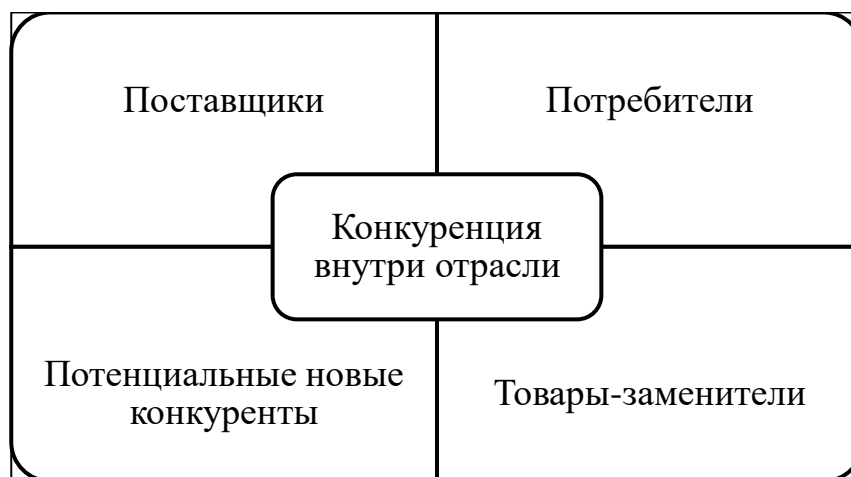 Поставщики
Потребители
Конкуренция
внутри отрасли
Потенциальные новые
конкуренты
Товары-заменители